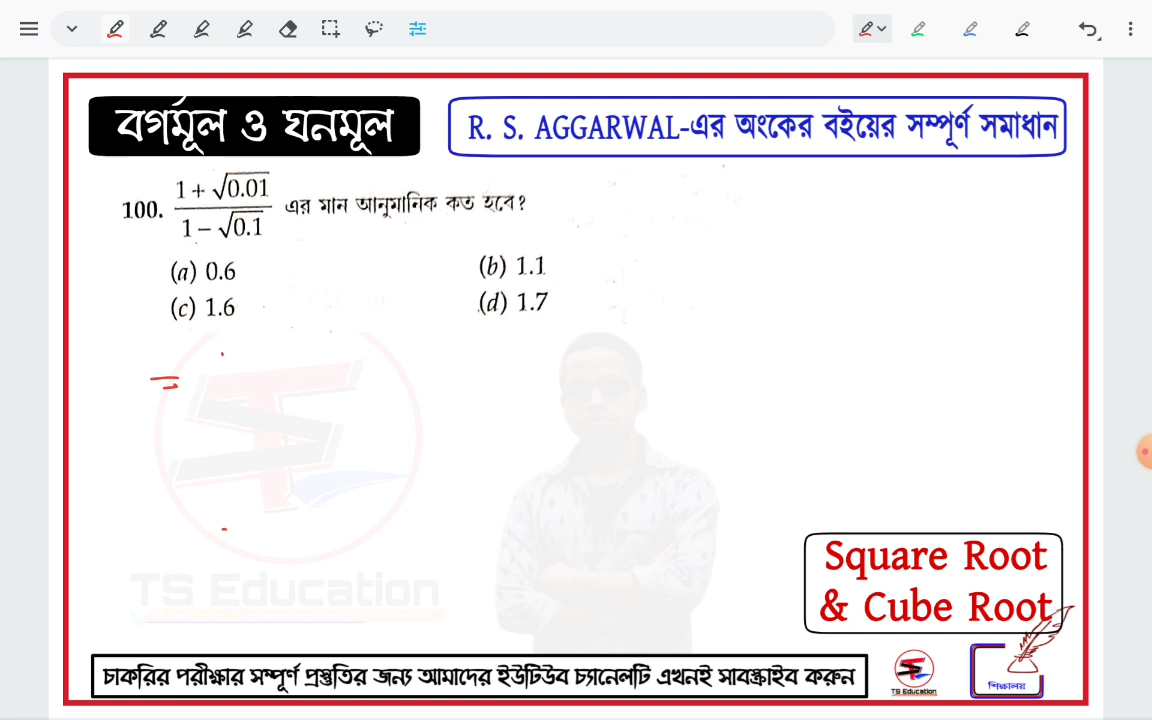 বর্গমূল ও ঘনমূল
R. S. AGGARWAL-এর অংকের বইয়ের সম্পূর্ণ সমাধান
100. (1 + √0.01) / (1 − √0.1) এর মান আনুমানিক কত হবে?
(a) 0.6 (b) 1.1
(c) 1.6 (d) 1.7
=
TS Education
Square Root
& Cube Root
চাকরির পরীক্ষার সম্পূর্ণ প্রস্তুতির জন্য আমাদের ইউটিউব চ্যানেলটি এখনই সাবস্ক্রাইব করুন
TS Education
শিক্ষালয়